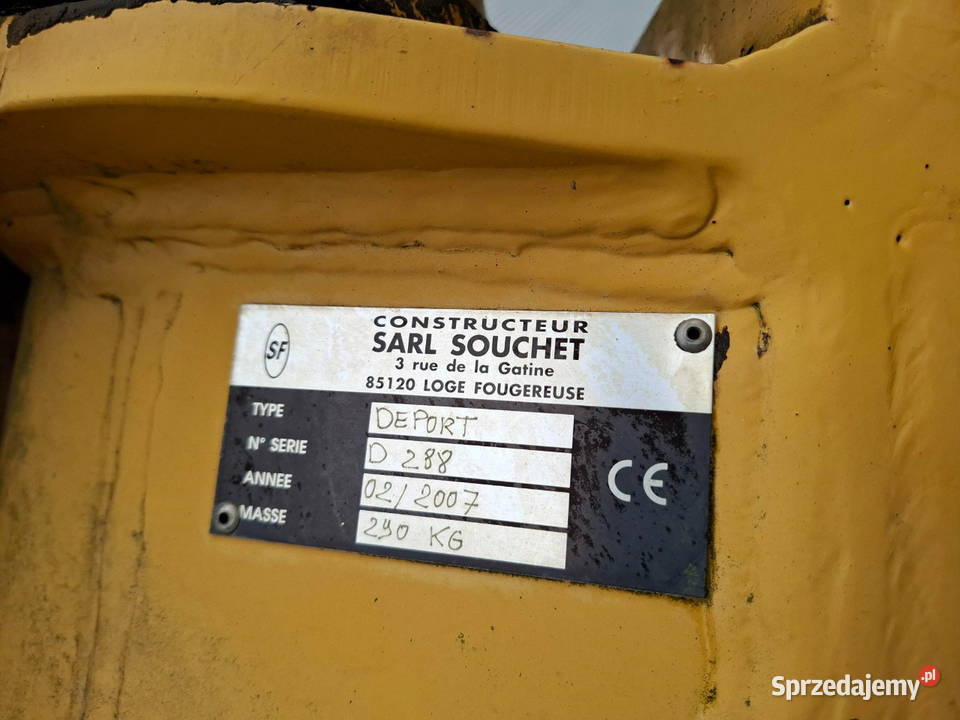 SF
CONSTRUCTEUR
SARL SOUCHET
3 rue de la Gatine
85120 LOGE FOUGEREUSE
TYPE DEPORT
N° SERIE D 288
ANNEE 02/2007
MASSE 290 KG
CE
Sprzedajemy.pl